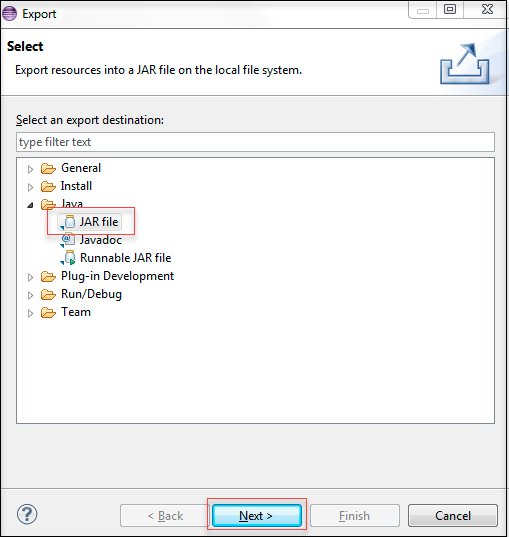 Export
Select
Export resources into a JAR file on the local file system.
Select an export destination:
type filter text
General
Install
Java
JAR file
Javadoc
Runnable JAR file
Plug-in Development
Run/Debug
Team
? < Back Next > Finish Cancel